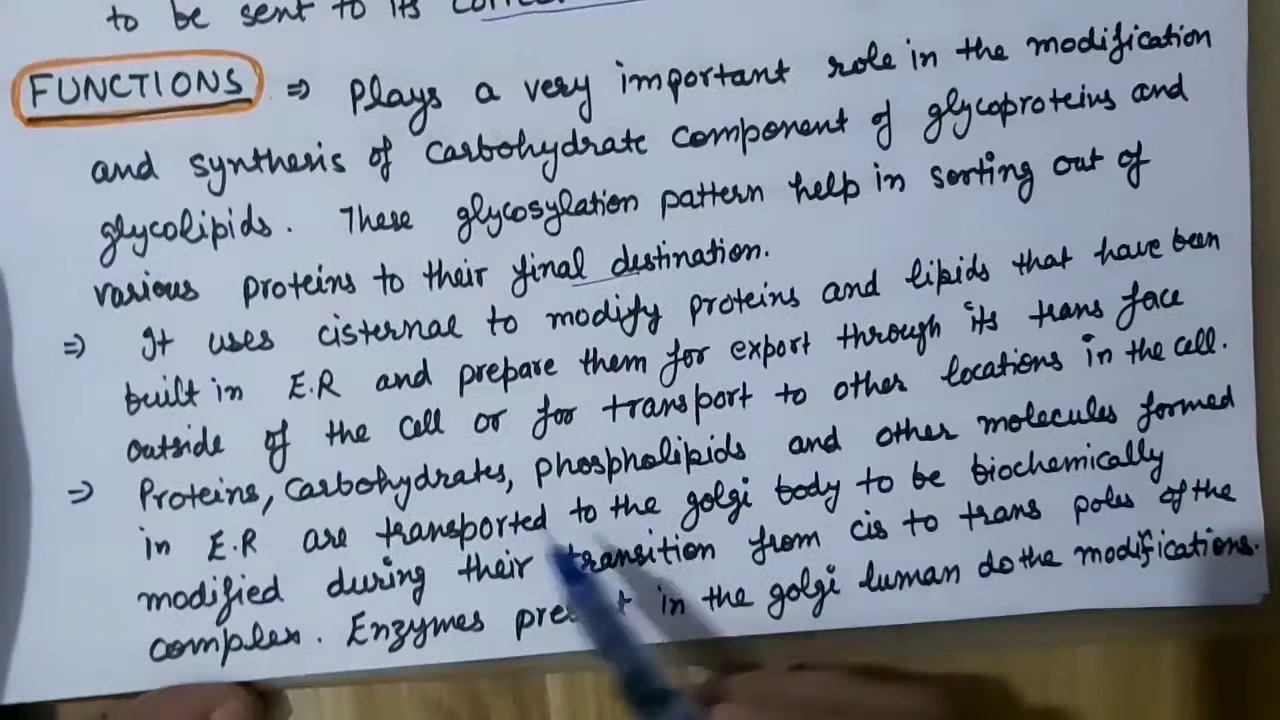 to be sent to its
FUNCTIONS ⇒ Plays a very important role in the modification
and synthesis of carbohydrate component of glycoproteins and
glycolipids. These glycosylation pattern help in sorting out of
various proteins to their final destination.
⇒ It uses cisternae to modify proteins and lipids that have been
built in E.R and prepare them for export through its trans face
outside of the cell or for transport to other locations in the cell.
⇒ Proteins, Carbohydrates, phospholipids and other molecules formed
in E.R are transported to the golgi body to be biochemically
modified during their transition from cis to trans poles of the
complex. Enzymes present in the golgi luman do the modifications.